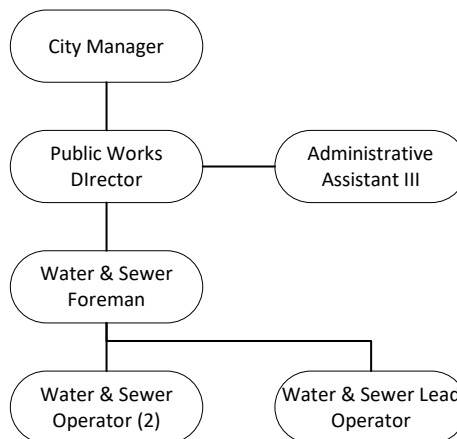 City Manager
Public Works
DIrector
Administrative
Assistant III
Water & Sewer
Foreman
Water & Sewer
Operator (2)
Water & Sewer Lead
Operator